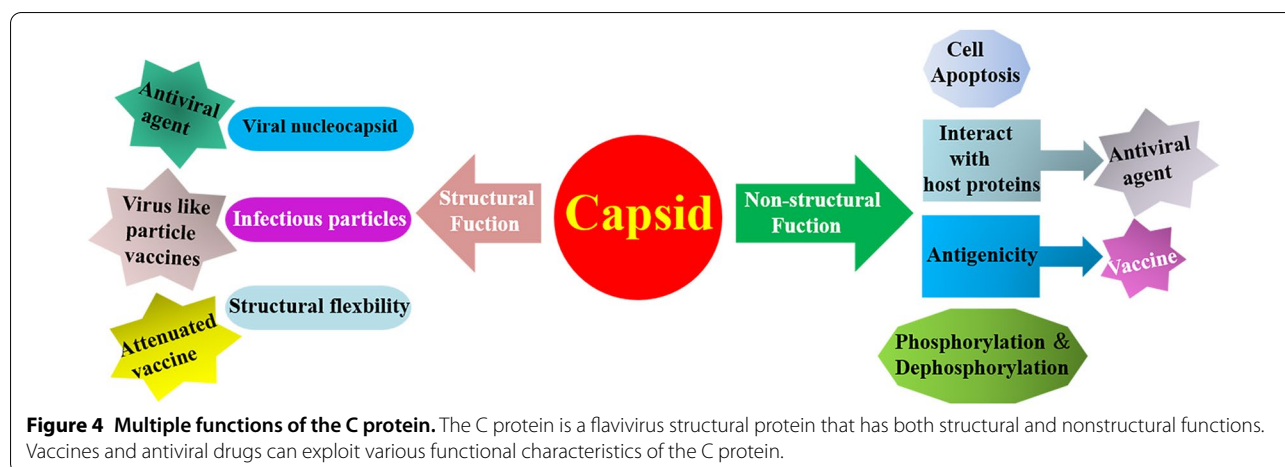 Antiviral
agent
Viral nucleocapsid
Virus like
particle
vaccines
Infectious particles
Attenuated
vaccine
Structural flexbility
Structural
Fuction
Capsid
Non-structural
Fuction
Cell
Apoptosis
Interact
with
host proteins
Antiviral
agent
Antigenicity
Vaccine
Phosphorylation &
Dephosphorylation
Figure 4 Multiple functions of the C protein. The C protein is a flavivirus structural protein that has both structural and nonstructural functions.
Vaccines and antiviral drugs can exploit various functional characteristics of the C protein.